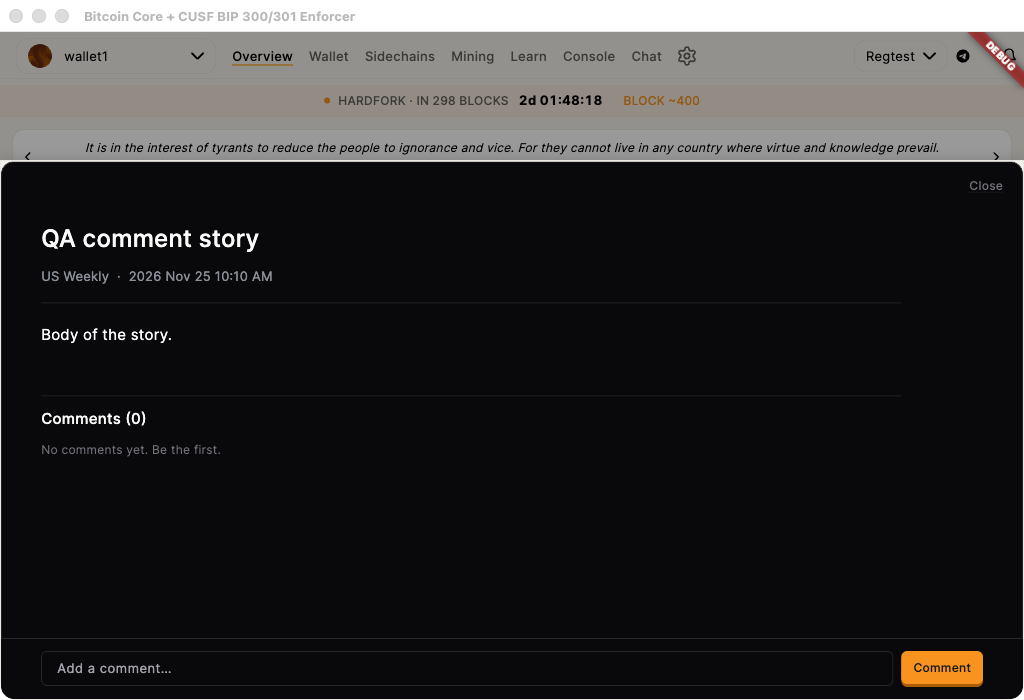 Bitcoin Core + CUSF BIP 300/301 Enforcer
wallet1 Overview Wallet Sidechains Mining Learn Console Chat Regtest DEBUG
HARDFORK · IN 298 BLOCKS 2d 01:48:18 BLOCK ~400
It is in the interest of tyrants to reduce the people to ignorance and vice. For they cannot live in any country where virtue and knowledge prevail.
Close
QA comment story
US Weekly · 2026 Nov 25 10:10 AM
Body of the story.
Comments (0)
No comments yet. Be the first.
Add a comment...
Comment